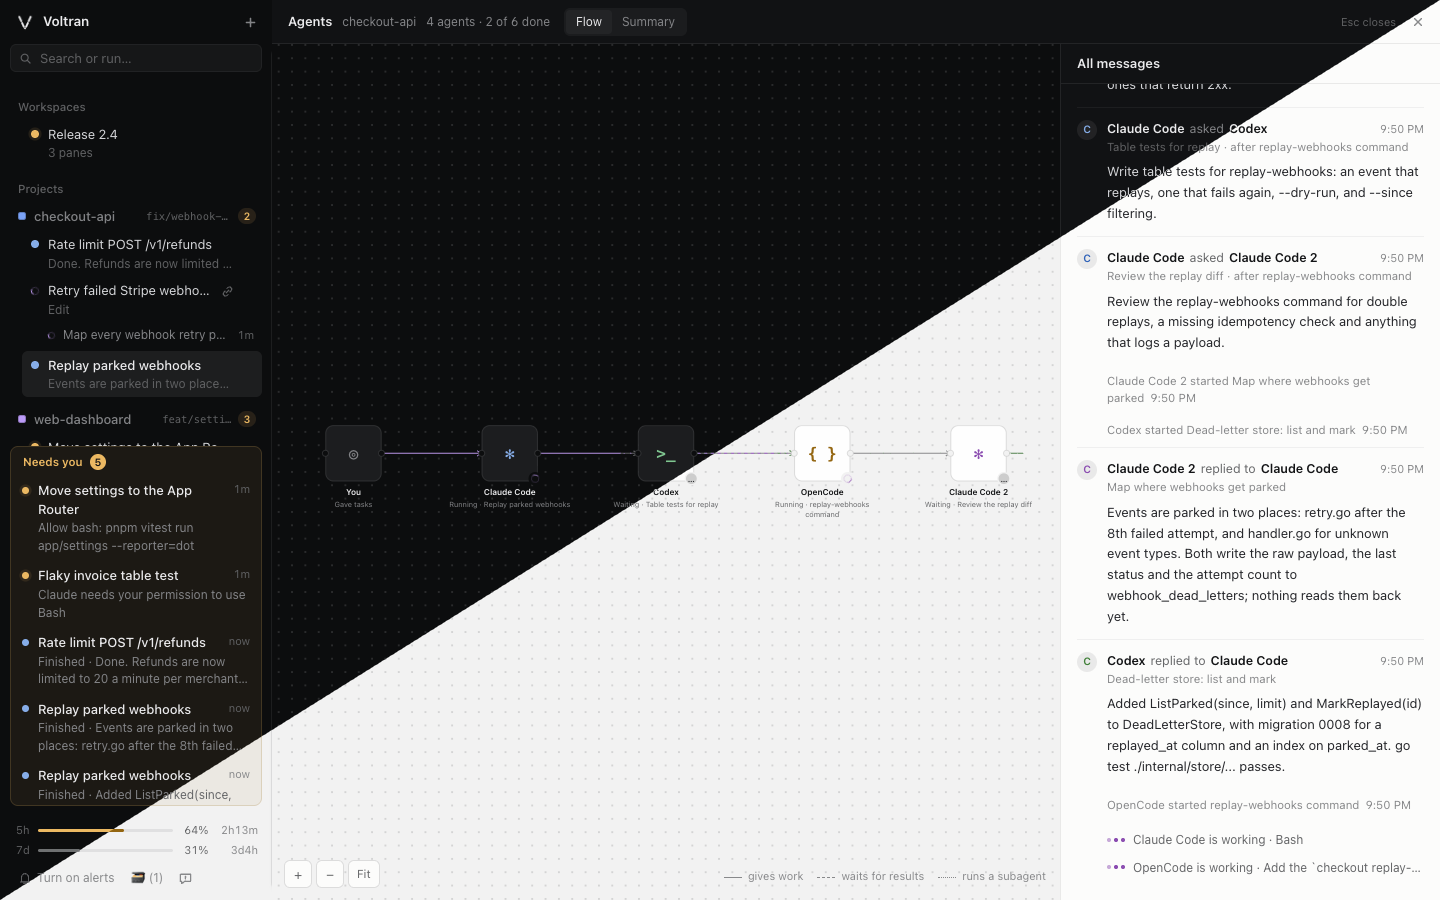 Voltran
+
Search or run...
Workspaces
Release 2.4
3 panes
Projects
checkout-api fix/webhook-… 2
Rate limit POST /v1/refunds
Done. Refunds are now limited ...
Retry failed Stripe webho...
Edit
Map every webhook retry p... 1m
Replay parked webhooks
Events are parked in two place...
web-dashboard feat/setti… 3
Needs you 5
Move settings to the App Router 1m
Allow bash: pnpm vitest run
app/settings --reporter=dot
Flaky invoice table test 1m
Claude needs your permission to use
Bash
Rate limit POST /v1/refunds now
Finished · Done. Refunds are now
limited to 20 a minute per merchant...
Replay parked webhooks now
Finished · Events are parked in two
places: retry.go after the 8th failed...
Replay parked webhooks now
Finished · Added ListParked(since,
5h 64% 2h13m
7d 31% 3d4h
Turn on alerts (1)
Agents checkout-api 4 agents · 2 of 6 done Flow Summary Esc closes ×
You
Gave tasks
Claude Code
Running · Replay parked webhooks
>_
Codex
Waiting · Table tests for replay
{ }
OpenCode
Running · replay-webhooks
command
Claude Code 2
Waiting · Review the replay diff
+ − Fit
gives work waits for results runs a subagent
All messages
ones that return 2xx.
C Claude Code asked Codex 9:50 PM
Table tests for replay · after replay-webhooks command
Write table tests for replay-webhooks: an event that
replays, one that fails again, --dry-run, and --since
filtering.
C Claude Code asked Claude Code 2 9:50 PM
Review the replay diff · after replay-webhooks command
Review the replay-webhooks command for double
replays, a missing idempotency check and anything
that logs a payload.
Claude Code 2 started Map where webhooks get
parked 9:50 PM
Codex started Dead-letter store: list and mark 9:50 PM
C Claude Code 2 replied to Claude Code 9:50 PM
Map where webhooks get parked
Events are parked in two places: retry.go after the
8th failed attempt, and handler.go for unknown
event types. Both write the raw payload, the last
status and the attempt count to
webhook_dead_letters; nothing reads them back
yet.
C Codex replied to Claude Code 9:50 PM
Dead-letter store: list and mark
Added ListParked(since, limit) and MarkReplayed(id)
to DeadLetterStore, with migration 0008 for a
replayed_at column and an index on parked_at. go
test ./internal/store/... passes.
OpenCode started replay-webhooks command 9:50 PM
Claude Code is working · Bash
OpenCode is working · Add the `checkout replay-...